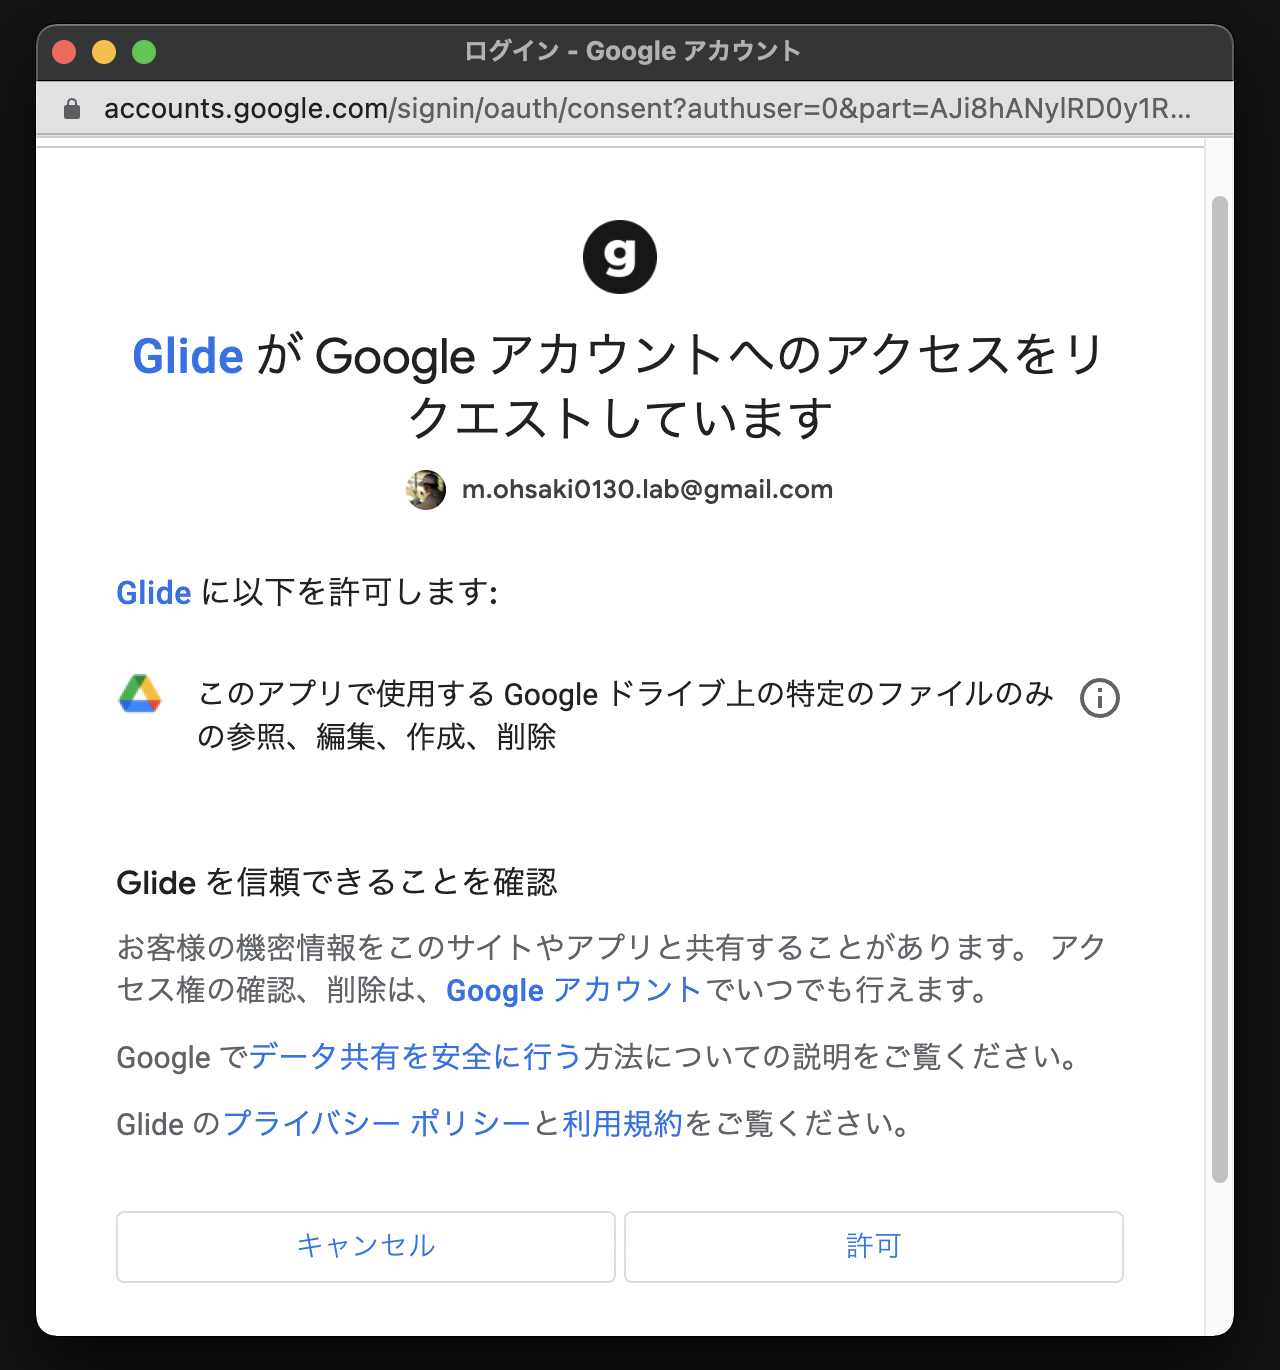 ログイン - Google アカウント
accounts.google.com/signin/oauth/consent?authuser=0&part=AJi8hANylRD0y1R...
g
Glide が Google アカウントへのアクセスをリ
クエストしています
m.ohsaki0130.lab@gmail.com
Glide に以下を許可します:
このアプリで使用する Google ドライブ上の特定のファイルのみ
の参照、編集、作成、削除
Glide を信頼できることを確認
お客様の機密情報をこのサイトやアプリと共有することがあります。 アク
セス権の確認、削除は、Google アカウントでいつでも行えます。
Google でデータ共有を安全に行う方法についての説明をご覧ください。
Glide のプライバシー ポリシーと利用規約をご覧ください。
キャンセル
許可